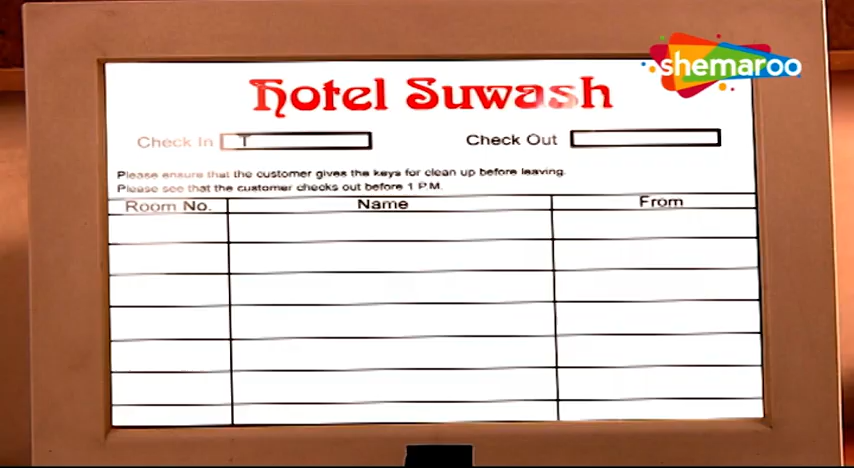 shemaroo
Hotel Suwash
Check In T Check Out
Please ensure that the customer gives the keys for clean up before leaving.
Please see that the customer checks out before 1 P.M.
Room No. Name From